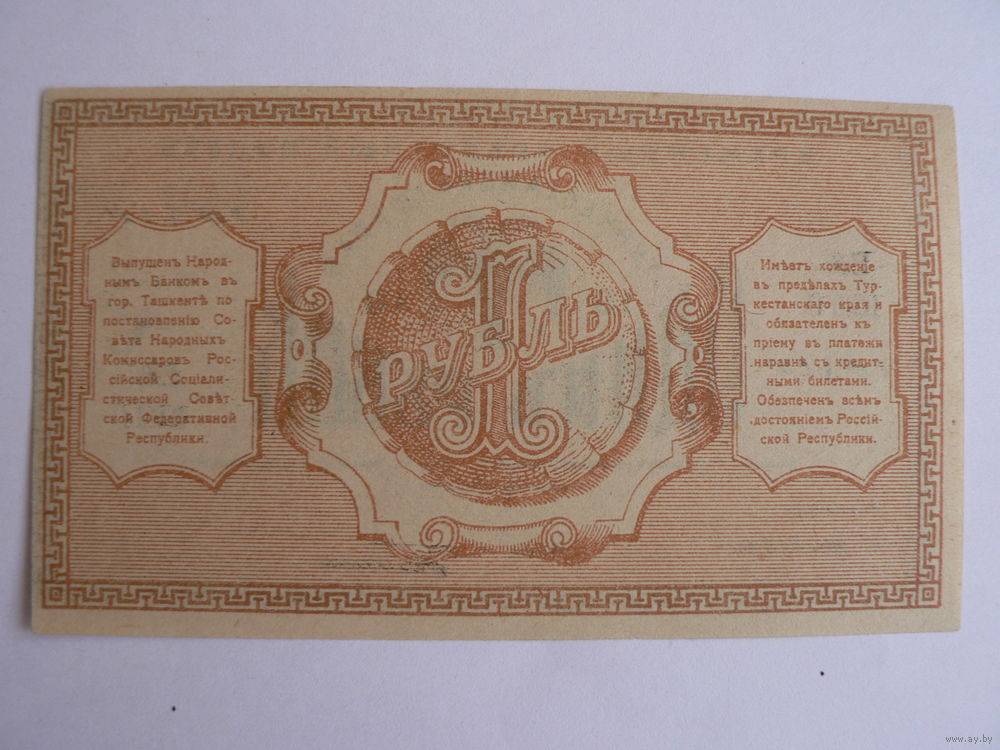 Выпущенъ Народ-
нымъ Банкомъ въ
гор. Ташкентѣ по
постановленію Со-
вѣта Народныхъ
Комиссаровъ Рос-
сійской Соціали-
стической Совѣт-
ской Федеративной
Республики.
1
РУБЛЬ
Имѣетъ хожденіе
въ предѣлахъ Тур-
кестанскаго края и
обязателенъ къ
пріему въ платежи
наравнѣ съ кредит-
ными билетами.
Обезпеченъ всѣмъ
достояніемъ Россій-
ской Республики.
www.ay.by